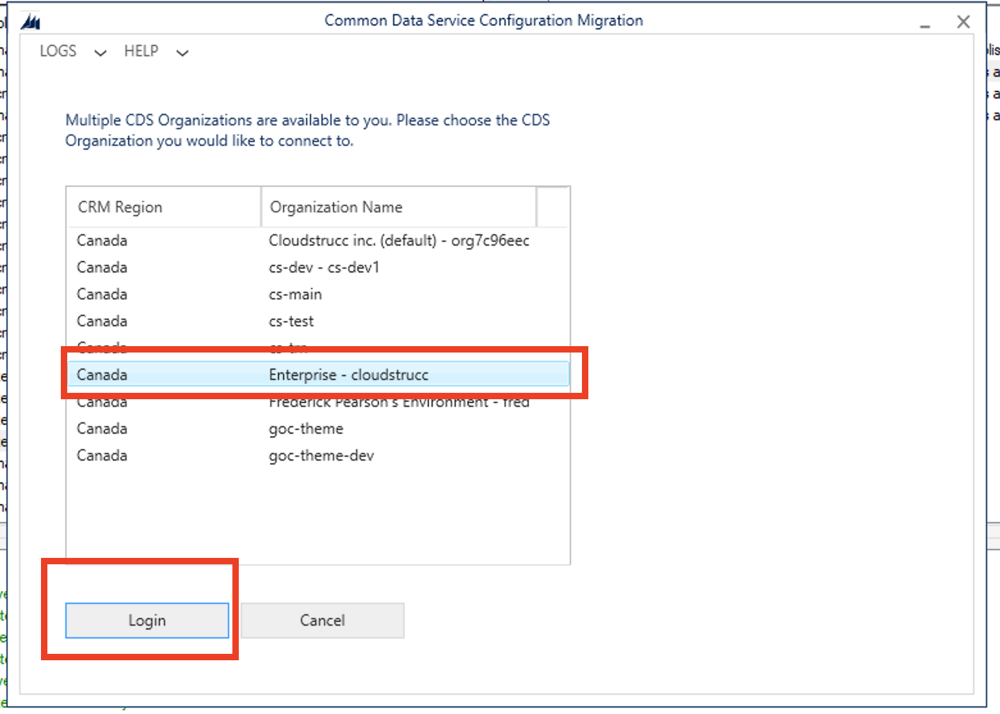 Common Data Service Configuration Migration
LOGS HELP
Multiple CDS Organizations are available to you. Please choose the CDS
Organization you would like to connect to.
CRM Region Organization Name
Canada Cloudstrucc inc. (default) - org7c96eec
Canada cs-dev - cs-dev1
Canada cs-main
Canada cs-test
Canada
Canada Enterprise - cloudstrucc
Canada Frederick Pearson's Environment - fred
Canada goc-theme
Canada goc-theme-dev
Login Cancel